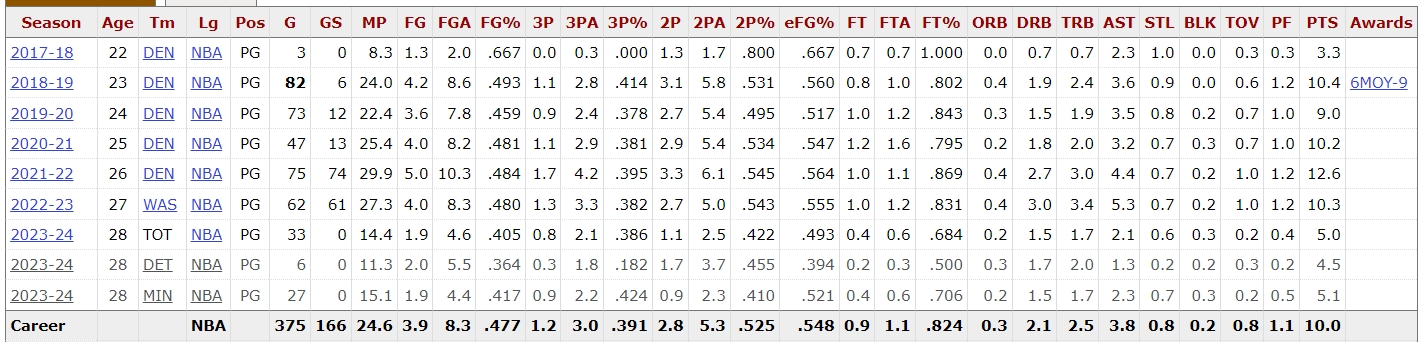 Season Age Tm Lg Pos G GS MP FG FGA FG% 3P 3PA 3P% 2P 2PA 2P% eFG% FT FTA FT% ORB DRB TRB AST STL BLK TOV PF PTS Awards
2017-18 22 DEN NBA PG 3 0 8.3 1.3 2.0 .667 0.0 0.3 .000 1.3 1.7 .800 .667 0.7 0.7 1.000 0.0 0.7 0.7 2.3 1.0 0.0 0.3 0.3 3.3
2018-19 23 DEN NBA PG 82 6 24.0 4.2 8.6 .493 1.1 2.8 .414 3.1 5.8 .531 .560 0.8 1.0 .802 0.4 1.9 2.4 3.6 0.9 0.0 0.6 1.2 10.4 6MOY-9
2019-20 24 DEN NBA PG 73 12 22.4 3.6 7.8 .459 0.9 2.4 .378 2.7 5.4 .495 .517 1.0 1.2 .843 0.3 1.5 1.9 3.5 0.8 0.2 0.7 1.0 9.0
2020-21 25 DEN NBA PG 47 13 25.4 4.0 8.2 .481 1.1 2.9 .381 2.9 5.4 .534 .547 1.2 1.6 .795 0.2 1.8 2.0 3.2 0.7 0.3 0.7 1.0 10.2
2021-22 26 DEN NBA PG 75 74 29.9 5.0 10.3 .484 1.7 4.2 .395 3.3 6.1 .545 .564 1.0 1.1 .869 0.4 2.7 3.0 4.4 0.7 0.2 1.0 1.2 12.6
2022-23 27 WAS NBA PG 62 61 27.3 4.0 8.3 .480 1.3 3.3 .382 2.7 5.0 .543 .555 1.0 1.2 .831 0.4 3.0 3.4 5.3 0.7 0.2 1.0 1.2 10.3
2023-24 28 TOT NBA PG 33 0 14.4 1.9 4.6 .405 0.8 2.1 .386 1.1 2.5 .422 .493 0.4 0.6 .684 0.2 1.5 1.7 2.1 0.6 0.3 0.2 0.4 5.0
2023-24 28 DET NBA PG 6 0 11.3 2.0 5.5 .364 0.3 1.8 .182 1.7 3.7 .455 .394 0.2 0.3 .500 0.3 1.7 2.0 1.3 0.2 0.2 0.3 0.2 4.5
2023-24 28 MIN NBA PG 27 0 15.1 1.9 4.4 .417 0.9 2.2 .424 0.9 2.3 .410 .521 0.4 0.6 .706 0.2 1.5 1.7 2.3 0.7 0.3 0.2 0.5 5.1
Career NBA 375 166 24.6 3.9 8.3 .477 1.2 3.0 .391 2.8 5.3 .525 .548 0.9 1.1 .824 0.3 2.1 2.5 3.8 0.8 0.2 0.8 1.1 10.0